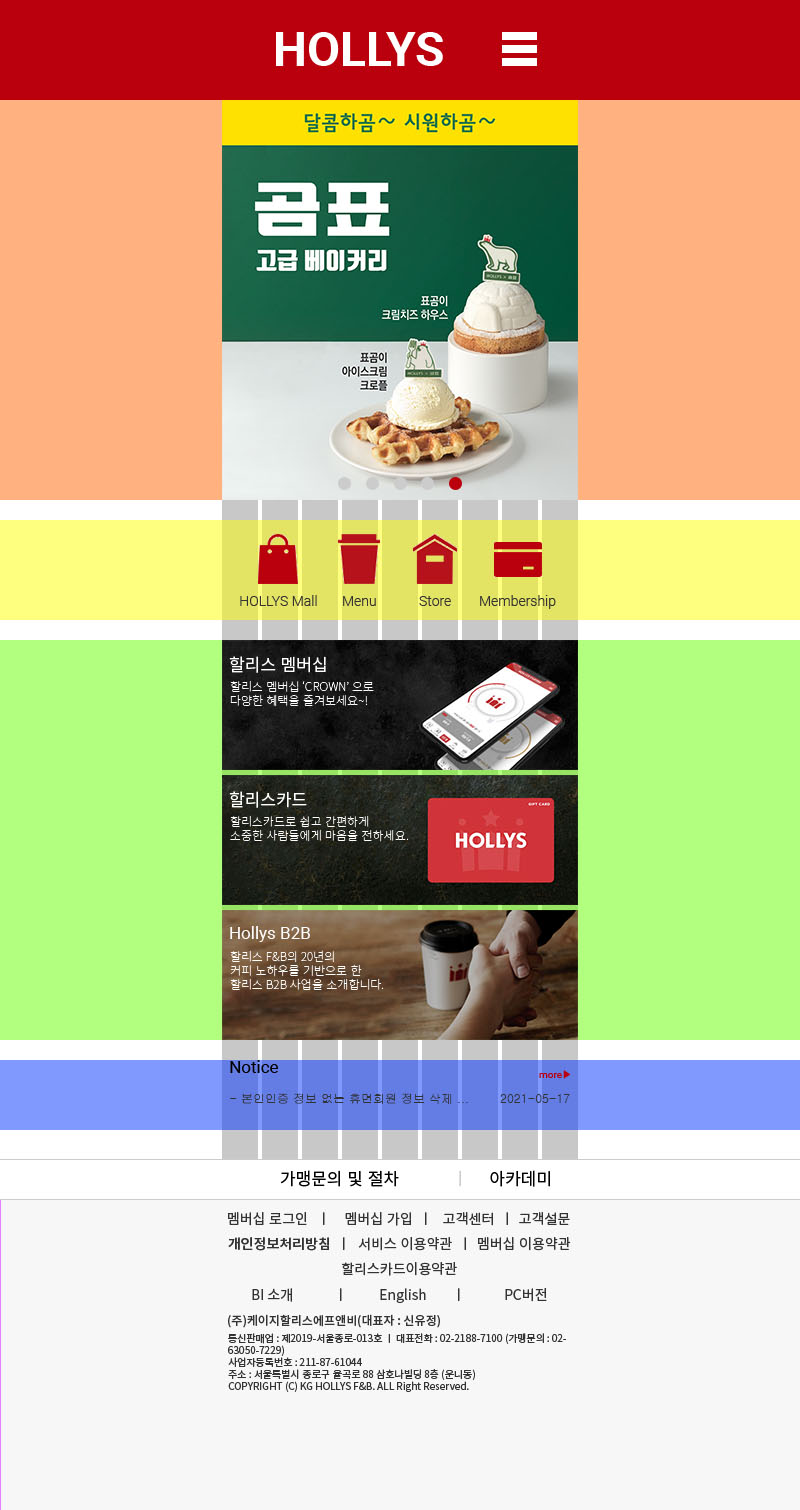 HOLLYS
달콤하곰～ 시원하곰～
곰표
고급 베이커리
표곰이
크림치즈 하우스
HOLLYS × 곰표
표곰이
아이스크림
크로플
HOLLYS × 곰표
HOLLYS Mall
Menu
Store
Membership
할리스 멤버십
할리스 멤버십 ‘CROWN’ 으로
다양한 혜택을 즐겨보세요~!
할리스카드
할리스카드로 쉽고 간편하게
소중한 사람들에게 마음을 전하세요.
GIFT CARD
HOLLYS
Hollys B2B
할리스 F&B의 20년의
커피 노하우를 기반으로 한
할리스 B2B 사업을 소개합니다.
Notice
more▶
- 본인인증 정보 없는 휴면회원 정보 삭제 ... 2021-05-17
가맹문의 및 절차 | 아카데미
멤버십 로그인 | 멤버십 가입 | 고객센터 | 고객설문
개인정보처리방침 | 서비스 이용약관 | 멤버십 이용약관
할리스카드이용약관
BI 소개 | English | PC버전
(주)케이지할리스에프앤비(대표자 : 신유정)
통신판매업 : 제2019-서울종로-013호 | 대표전화 : 02-2188-7100 (가맹문의 : 02-
63050-7229)
사업자등록번호 : 211-87-61044
주소 : 서울특별시 종로구 율곡로 88 삼호나빌딩 8층 (운니동)
COPYRIGHT (C) KG HOLLYS F&B. ALL Right Reserved.